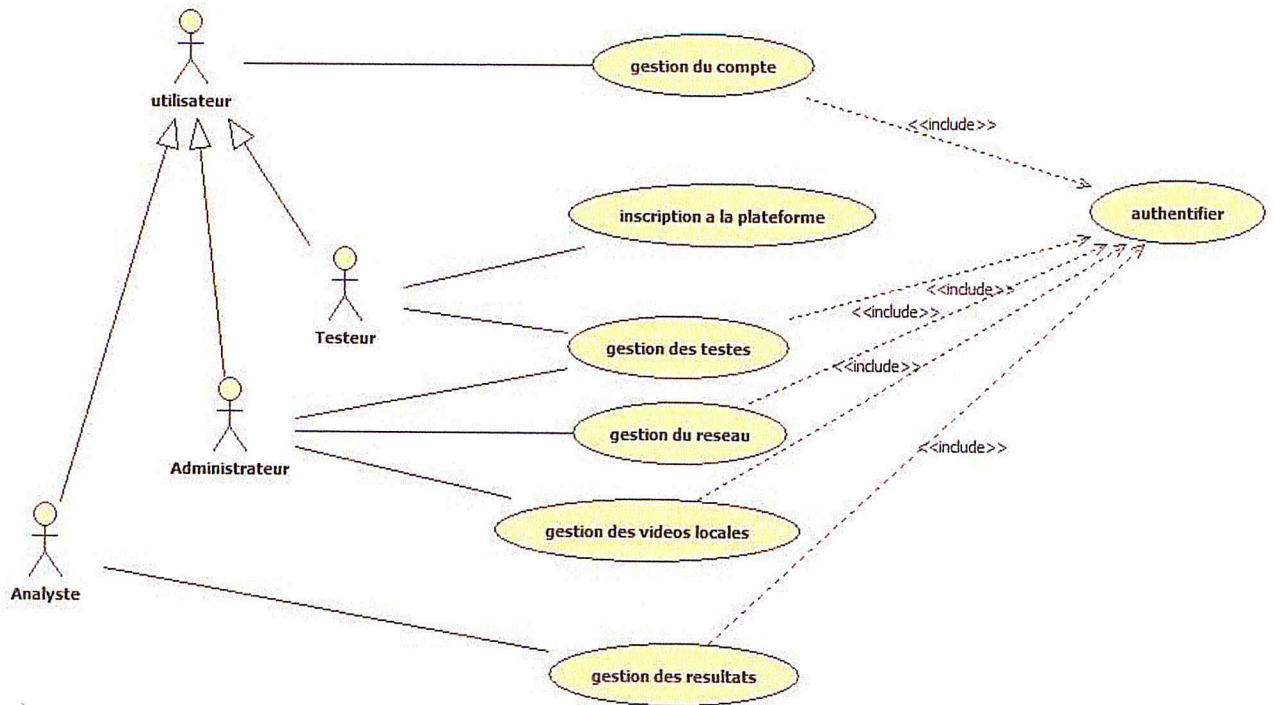 utilisateur
gestion du compte
<<include>>
inscription a la plateforme
authentifier
<<include>>
<<include>>
Testeur
gestion des testes
<<include>>
gestion du reseau
Administrateur
<<include>>
gestion des videos locales
Analyste
gestion des resultats